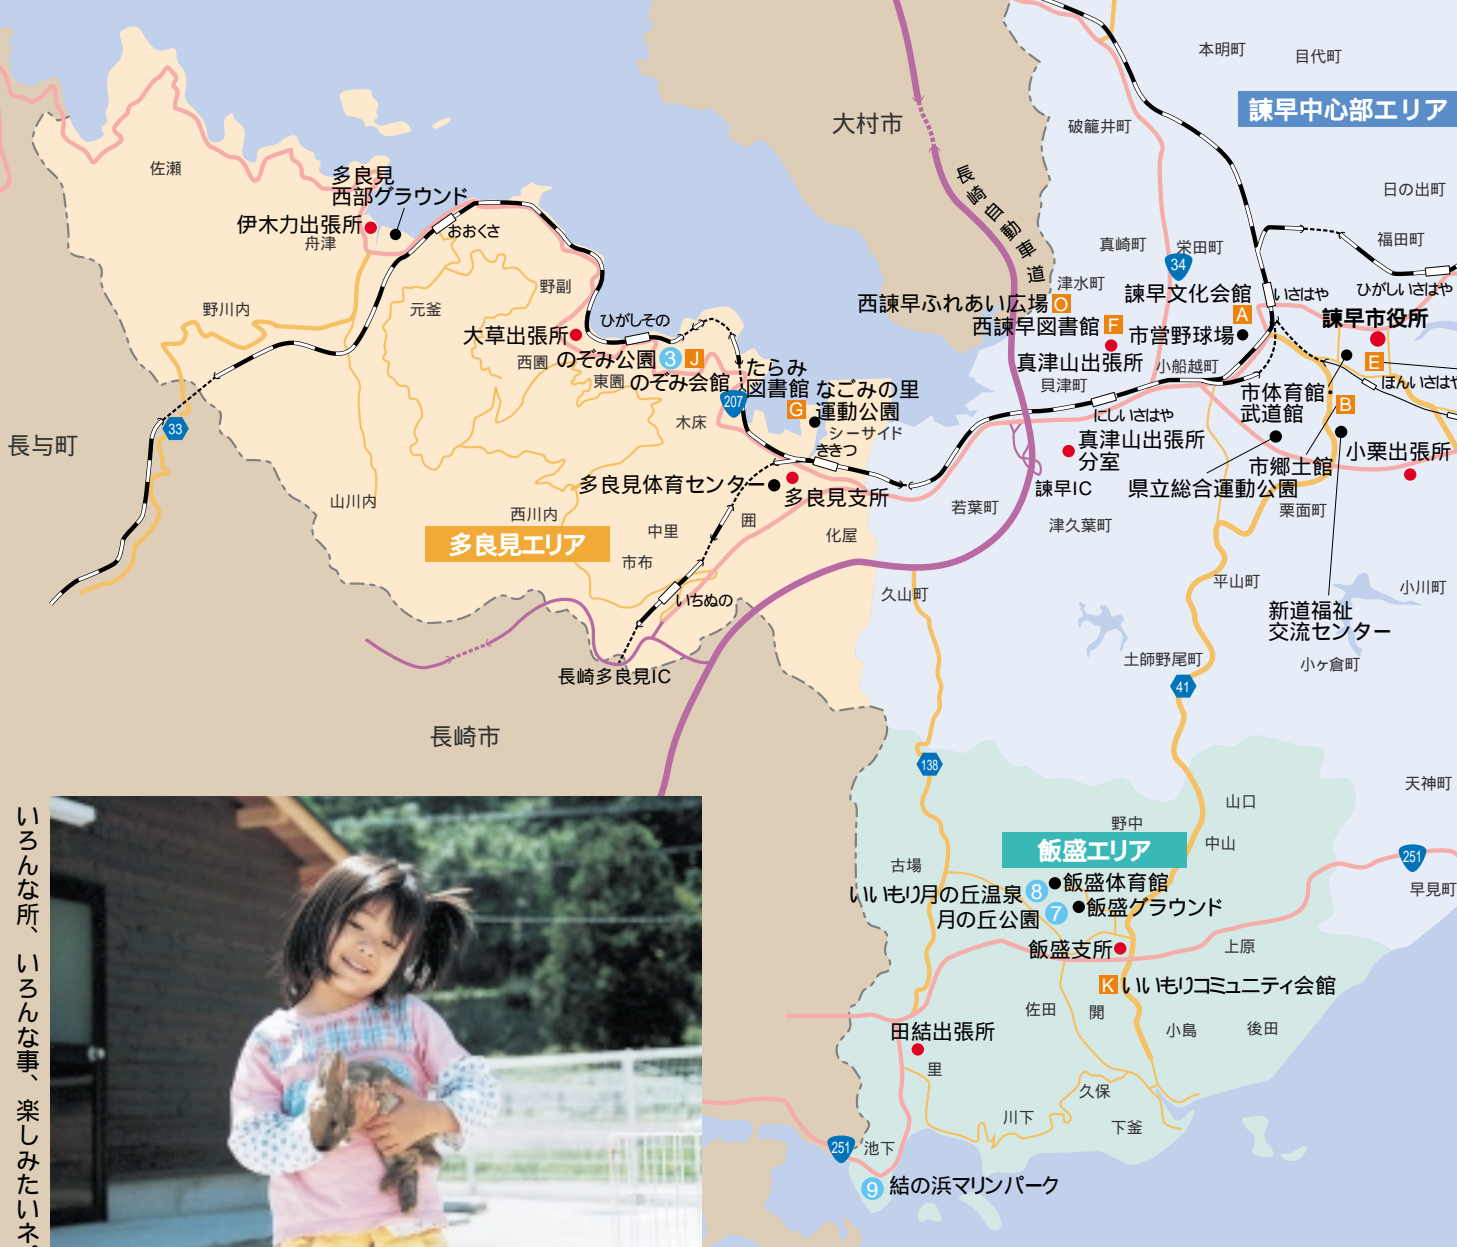 本明町
目代町
諫早中心部エリア
大村市
破籠井町
佐瀬
多良見
西部グラウンド
長崎自動車道
日の出町
伊木力出張所
舟津
おおくさ
真崎町
栄田町
福田町
34
野川内
元釜
野副
津水町
西諫早ふれあい広場 O
諫早文化会館
A
いさはや
ひがしいさはや
ひがしその
大草出張所
西諫早図書館 F
市営野球場
諫早市役所
西園
のぞみ公園 3 J
真津山出張所
小船越町
E
東園
のぞみ会館
たらみ
図書館
G
なごみの里
運動公園
貝津町
ほんいさはや
207
市体育館・
武道館
B
木床
シーサイド
にしいさはや
33
長与町
ききつ
真津山出張所
分室
小栗出張所
市郷土館
多良見体育センター
多良見支所
諫早IC
県立総合運動公園
山川内
西川内
囲
若葉町
栗面町
中里
化屋
津久葉町
多良見エリア
市布
平山町
小川町
いちぬの
久山町
新道福祉
交流センター
長崎多良見IC
土師野尾町
小ヶ倉町
41
長崎市
138
天神町
山口
野中
中山
飯盛エリア
251
古場
早見町
いいもり月の丘温泉 8
飯盛体育館
月の丘公園 7
飯盛グラウンド
飯盛支所
上原
K いいもりコミュニティ会館
佐田
開
小島
後田
田結出張所
里
久保
川下
下釜
251
池下
9 結の浜マリンパーク
いろんな所、いろんな事、楽しみたいネ。